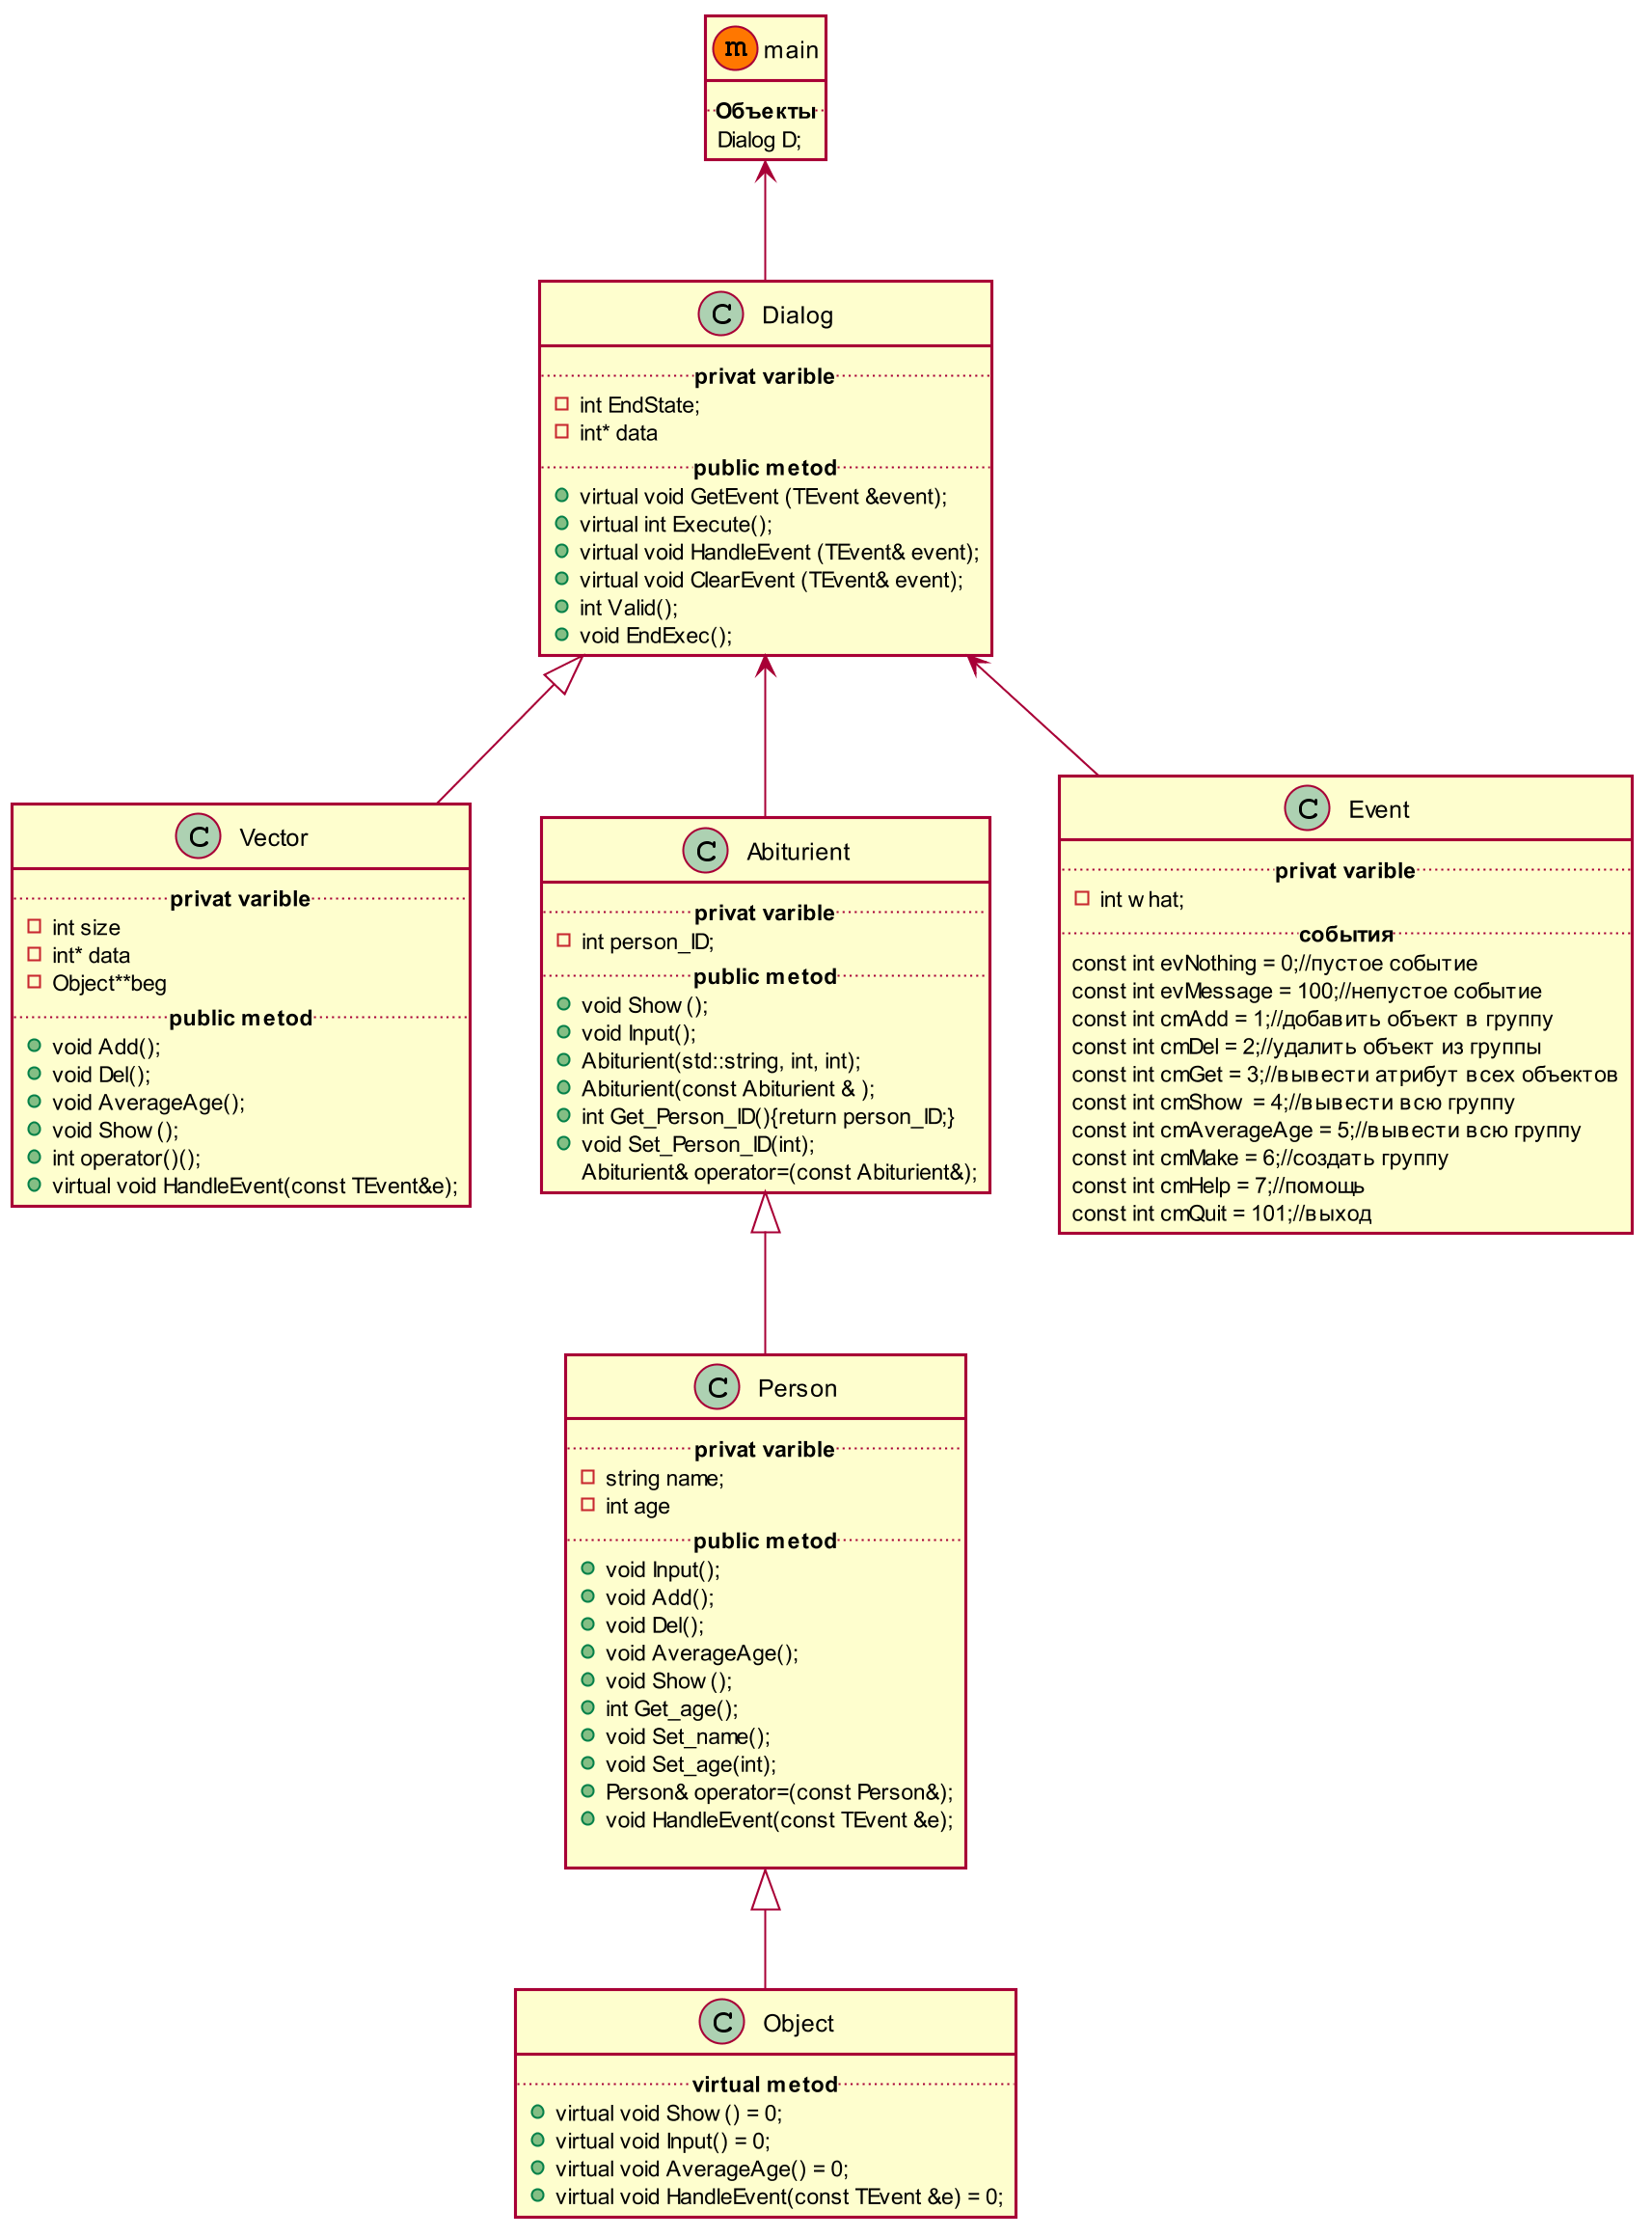 m main
Объекты
Dialog D;
C Dialog
privat varible
int EndState;
int* data
public metod
virtual void GetEvent (TEvent &event);
virtual int Execute();
virtual void HandleEvent (TEvent& event);
virtual void ClearEvent (TEvent& event);
int Valid();
void EndExec();
C Vector
privat varible
int size
int* data
Object**beg
public metod
void Add();
void Del();
void AverageAge();
void Show();
int operator()();
virtual void HandleEvent(const TEvent&e);
C Abiturient
privat varible
int person_ID;
public metod
void Show();
void Input();
Abiturient(std::string, int, int);
Abiturient(const Abiturient & );
int Get_Person_ID(){return person_ID;}
void Set_Person_ID(int);
Abiturient& operator=(const Abiturient&);
C Event
privat varible
int what;
события
const int evNothing = 0;//пустое событие
const int evMessage = 100;//непустое событие
const int cmAdd = 1;//добавить объект в группу
const int cmDel = 2;//удалить объект из группы
const int cmGet = 3;//вывести атрибут всех объектов
const int cmShow = 4;//вывести всю группу
const int cmAverageAge = 5;//вывести всю группу
const int cmMake = 6;//создать группу
const int cmHelp = 7;//помощь
const int cmQuit = 101;//выход
C Person
privat varible
string name;
int age
public metod
void Input();
void Add();
void Del();
void AverageAge();
void Show();
int Get_age();
void Set_name();
void Set_age(int);
Person& operator=(const Person&);
void HandleEvent(const TEvent &e);
C Object
virtual metod
virtual void Show() = 0;
virtual void Input() = 0;
virtual void AverageAge() = 0;
virtual void HandleEvent(const TEvent &e) = 0;